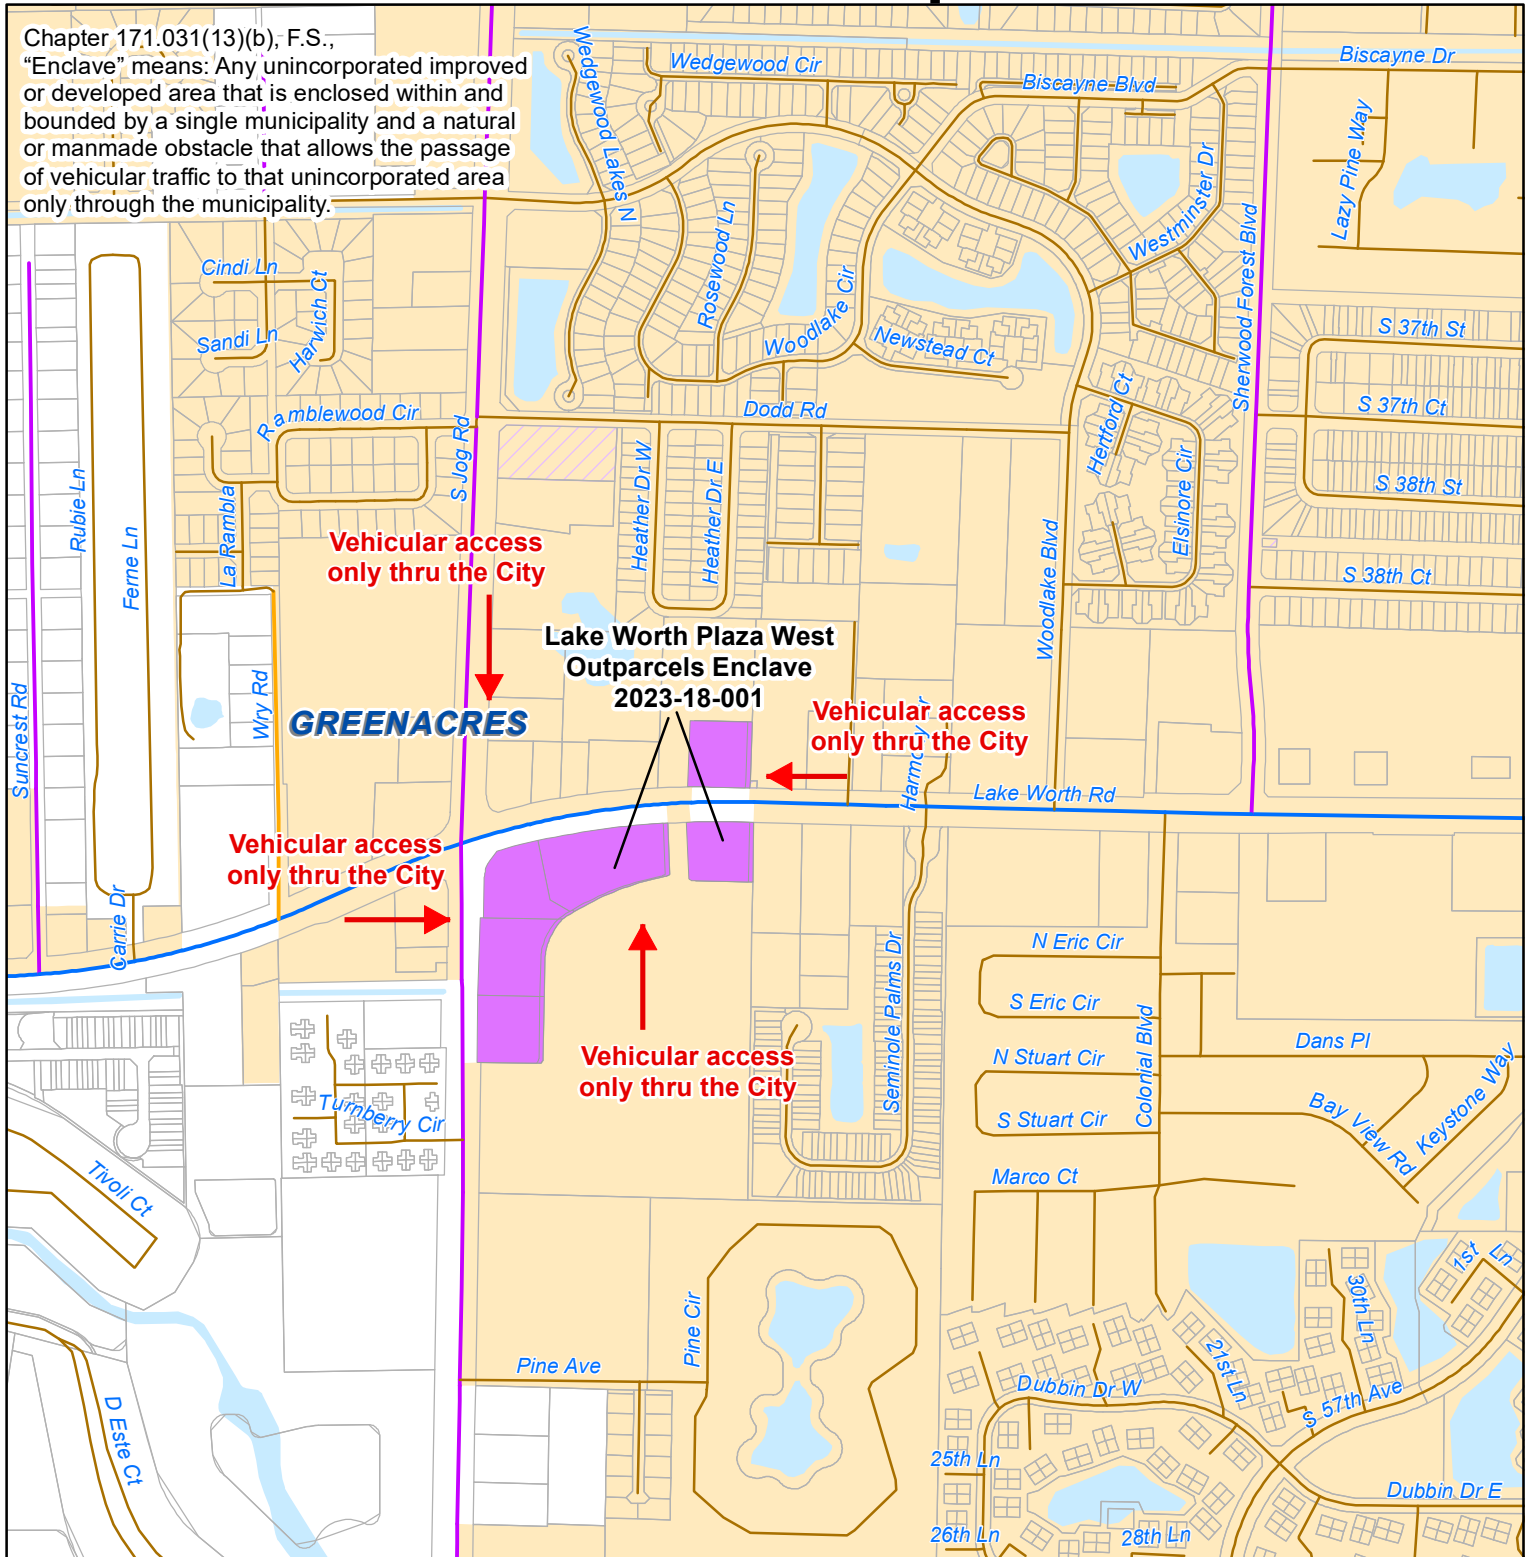 Chapter 171.031(13)(b), F.S.,
“Enclave” means: Any unincorporated improved
or developed area that is enclosed within and
bounded by a single municipality and a natural
or manmade obstacle that allows the passage
of vehicular traffic to that unincorporated area
only through the municipality.
Wedgewood Cir
Biscayne Blvd
Biscayne Dr
Wedgewood Lakes N
Lazy Pine Way
Westminster Dr
Rosewood Ln
Sherwood Forest Blvd
Cindi Ln
Harwich Ct
Sandi Ln
Woodlake Cir
Newstead Ct
S 37th St
Ramblewood Cir
Dodd Rd
Hertford Ct
S 37th Ct
S Jog Rd
Heather Dr W
Heather Dr E
Elsinore Cir
S 38th St
Rubie Ln
Ferne Ln
La Rambla
Vehicular access
only thru the City
Woodlake Blvd
S 38th Ct
Lake Worth Plaza West
Outparcels Enclave
2023-18-001
Suncrest Rd
Wry Rd
GREENACRES
Vehicular access
only thru the City
Harmony Ter
Lake Worth Rd
Vehicular access
only thru the City
Carrie Dr
Seminole Palms Dr
N Eric Cir
S Eric Cir
Colonial Blvd
Dans Pl
Vehicular access
only thru the City
N Stuart Cir
S Stuart Cir
Bay View Rd
Keystone Way
Turnberry Cir
Tivoli Ct
Marco Ct
1st Ln
30th Ln
Pine Cir
Pine Ave
21st Ln
Dubbin Dr W
S 57th Ave
D Este Ct
25th Ln
Dubbin Dr E
26th Ln
28th Ln